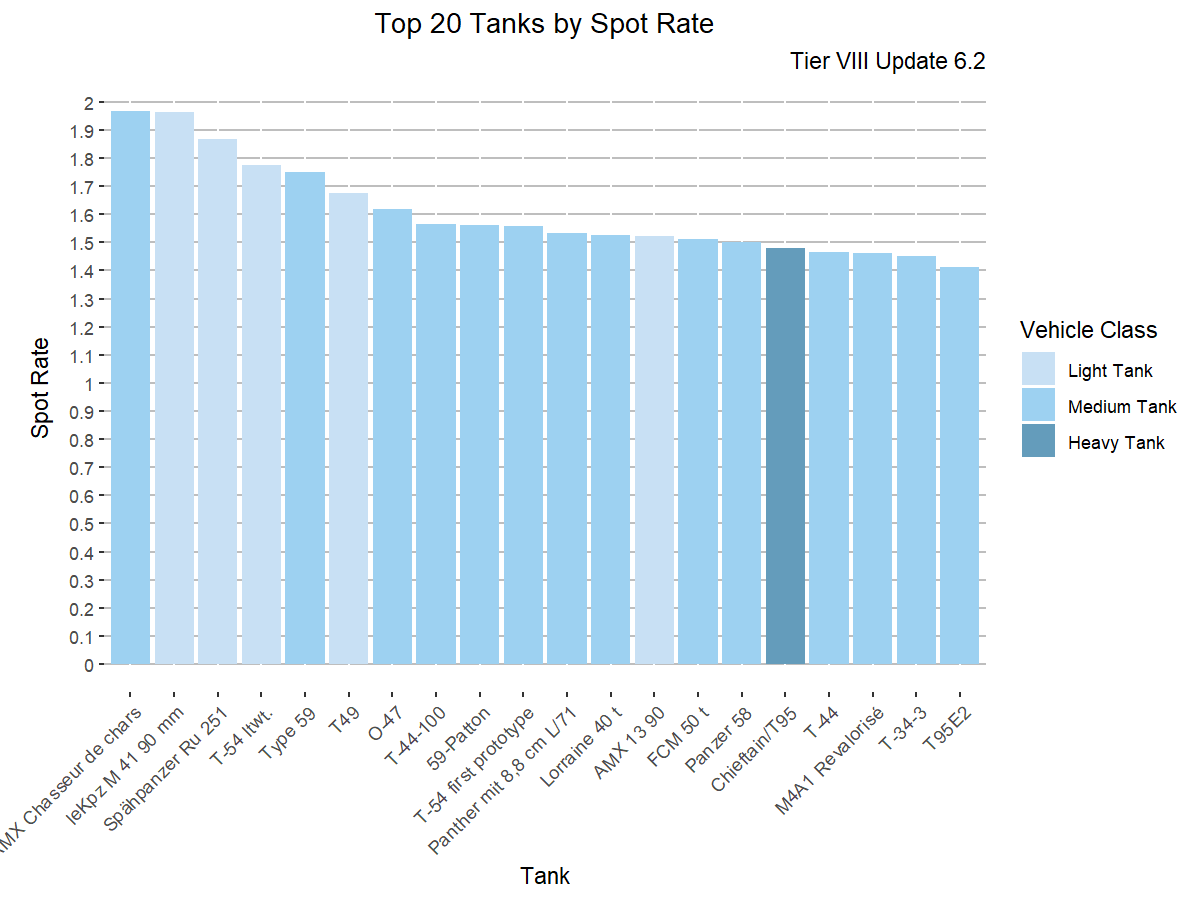 Top 20 Tanks by Spot Rate
Tier VIII Update 6.2
2
1.9
1.8
1.7
1.6
1.5
1.4
1.3
1.2
1.1
1
0.9
0.8
0.7
0.6
0.5
0.4
0.3
0.2
0.1
0
Spot Rate
MX Chasseur de chars
leKpz M 41 90 mm
Spähpanzer Ru 251
T-54 ltwt.
Type 59
T49
O-47
T-44-100
59-Patton
T-54 first prototype
Panther mit 8,8 cm L/71
Lorraine 40 t
AMX 13 90
FCM 50 t
Panzer 58
Chieftain/T95
T-44
M4A1 Revalorisé
T-34-3
T95E2
Tank
Vehicle Class
Light Tank
Medium Tank
Heavy Tank